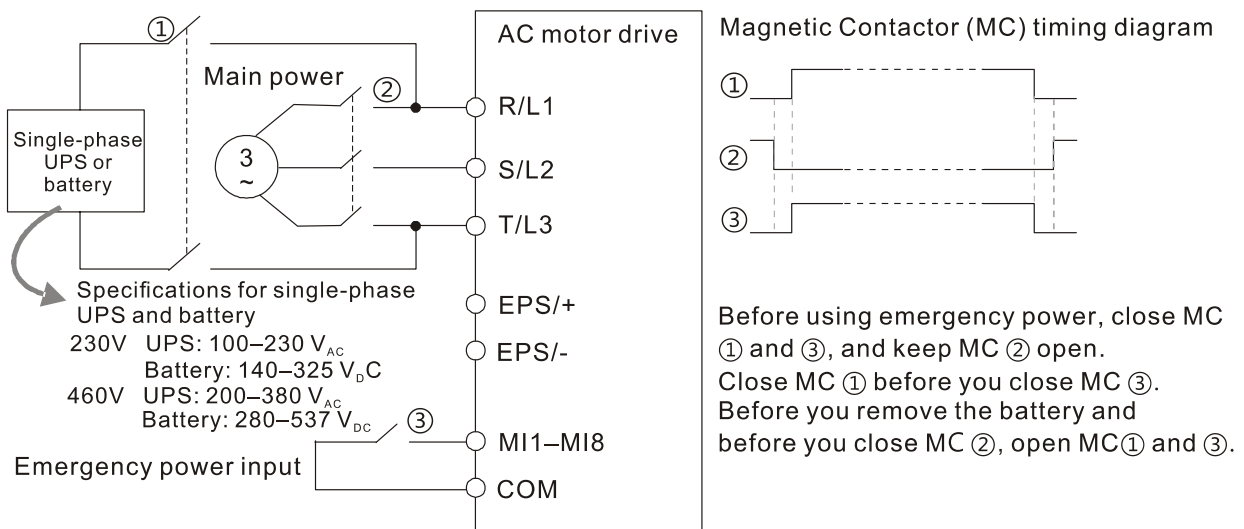 ①
Main power
②
Single-phase
UPS or
battery
3
~
AC motor drive
R/L1
S/L2
T/L3
EPS/+
EPS/-
MI1–MI8
COM
Specifications for single-phase
UPS and battery
230V UPS: 100–230 VAC
Battery: 140–325 VDC
460V UPS: 200–380 VAC
Battery: 280–537 VDC
③
Emergency power input
Magnetic Contactor (MC) timing diagram
①
②
③
Before using emergency power, close MC
① and ③, and keep MC ② open.
Close MC ① before you close MC ③.
Before you remove the battery and
before you close MC ②, open MC① and ③.